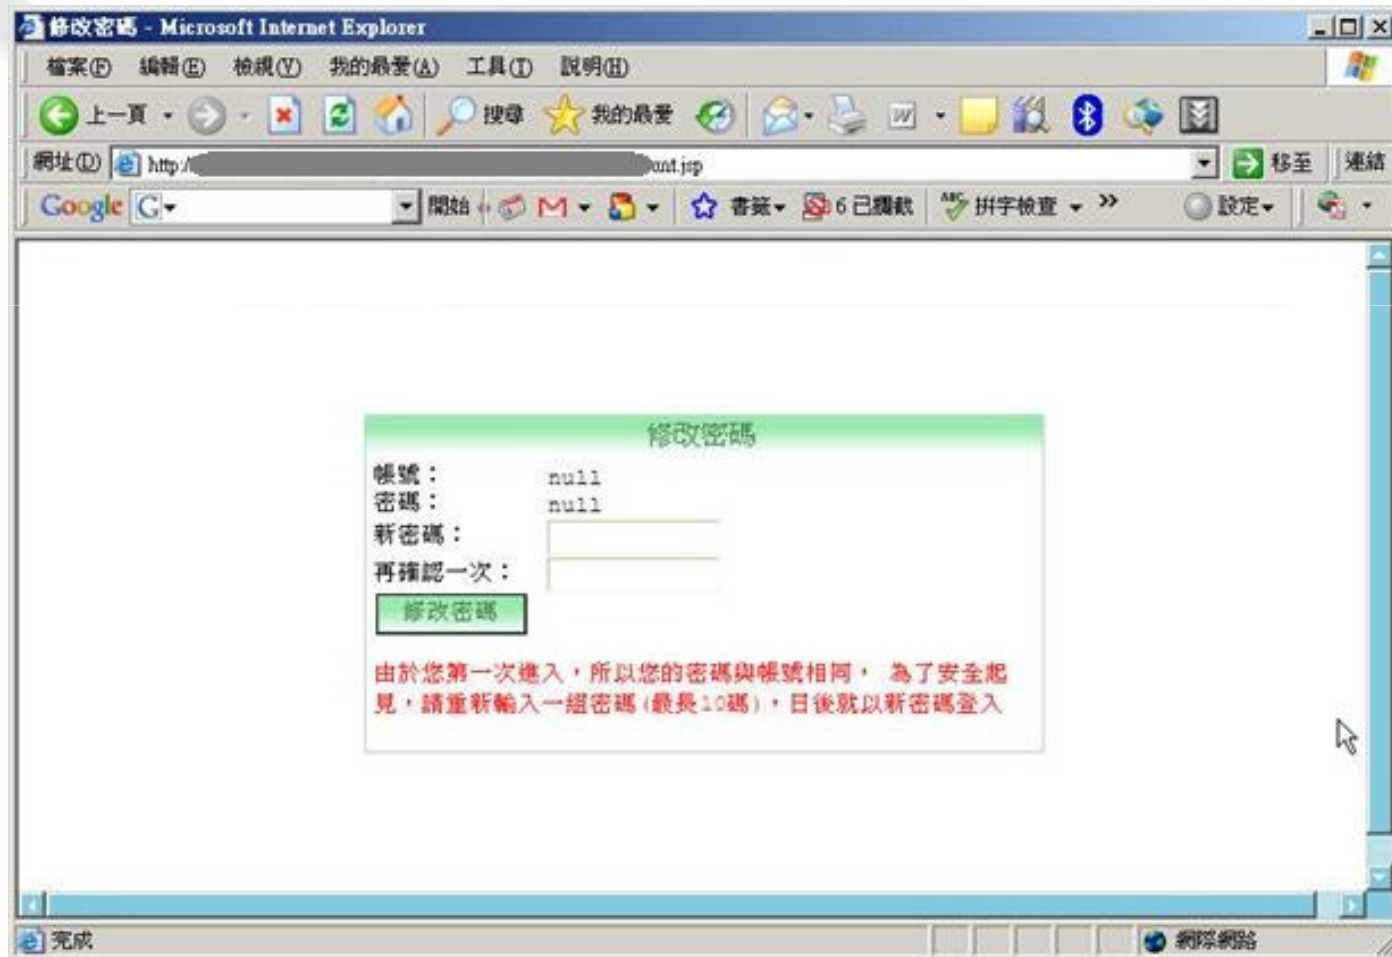 修改密碼 - Microsoft Internet Explorer
檔案(F) 編輯(E) 檢視(V) 我的最愛(A) 工具(T) 說明(H)
上一頁 搜尋 我的最愛
網址(D) http:/ unt.jsp 移至 連結
Google G 開始 書籤 6 已攔截 ABC 拼字檢查 » 設定
修改密碼
帳號： null
密碼： null
新密碼：
再確認一次：
修改密碼
由於您第一次進入，所以您的密碼與帳號相同， 為了安全起
見，請重新輸入一組密碼(最長10碼)，日後就以新密碼登入
完成 網際網路